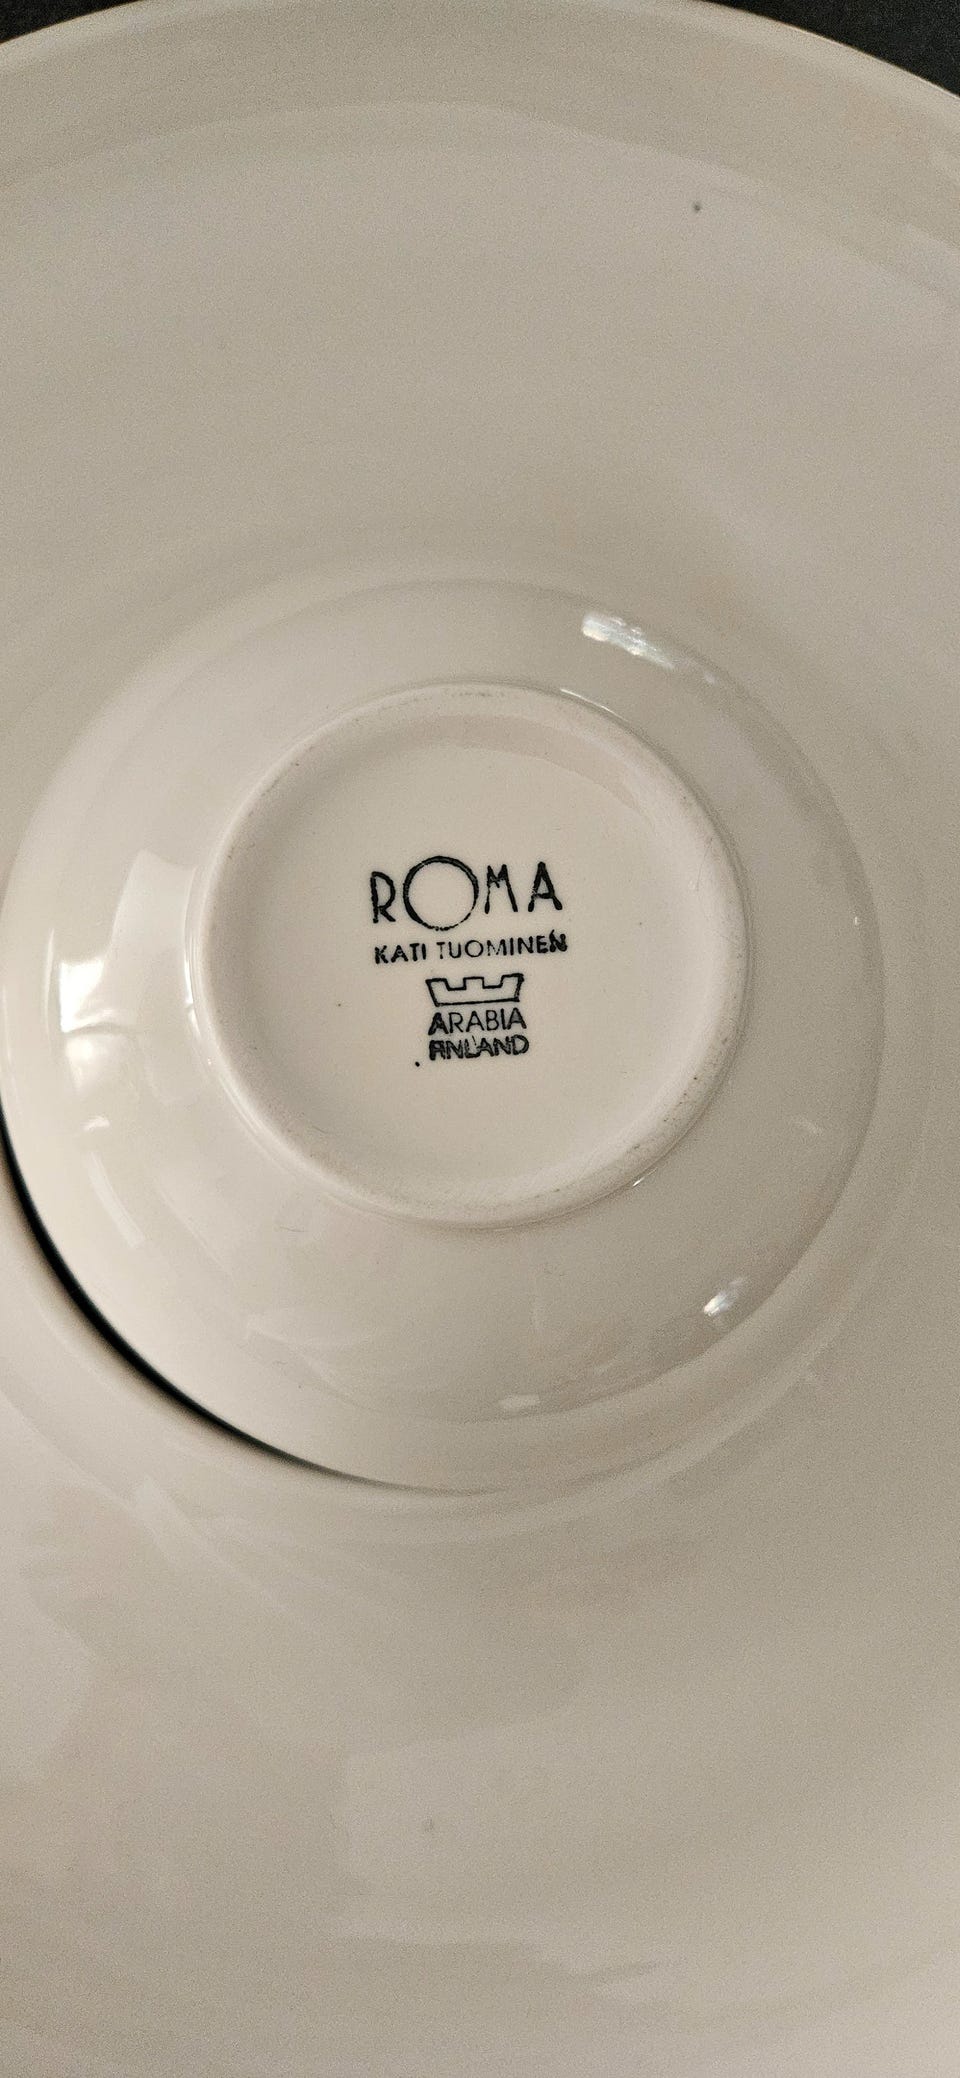 ROMA
KATI TUOMINEN
ARABIA
FINLAND